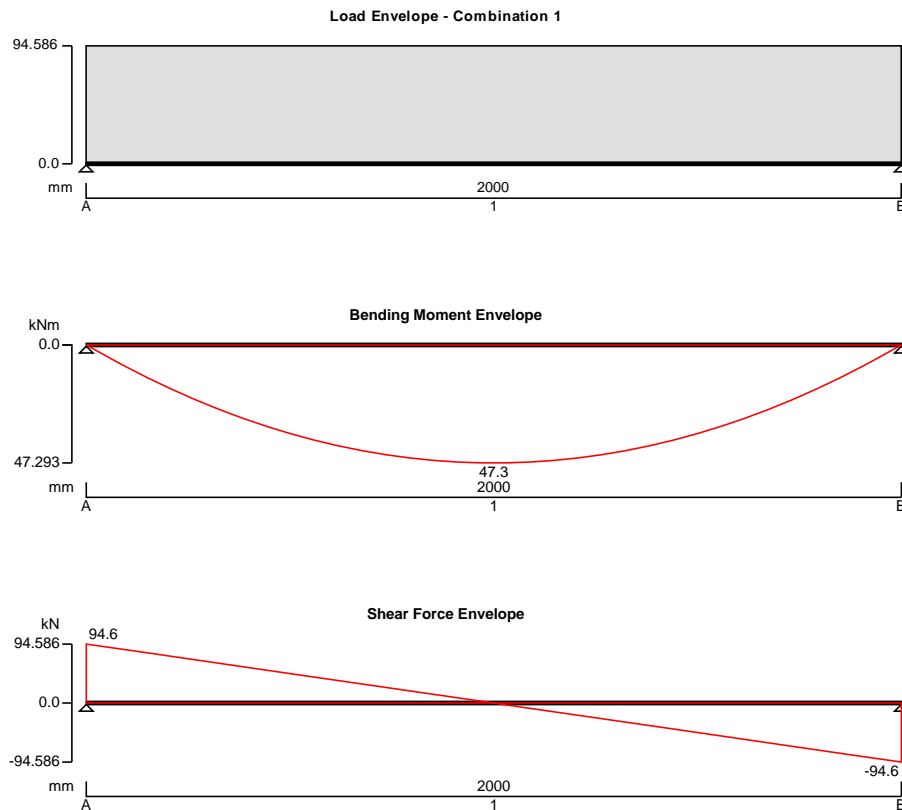 Load Envelope - Combination 1
94.586
0.0
mm 2000
A 1
Bending Moment Envelope
kNm
0.0
47.293
47.3
mm 2000
A 1
Shear Force Envelope
kN
94.586 94.6
0.0
-94.586 -94.6
mm 2000
A 1